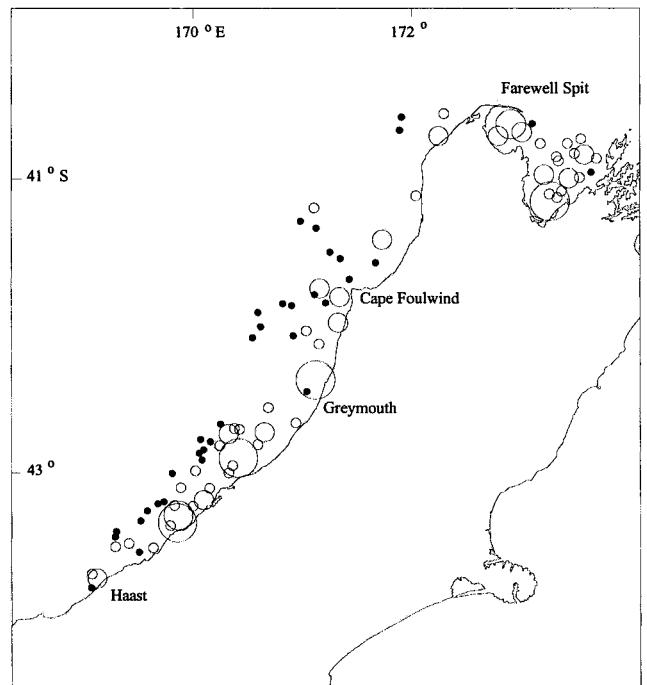 170 ° E
172 °
Farewell Spit
41 ° S
Cape Foulwind
Greymouth
43 °
Haast